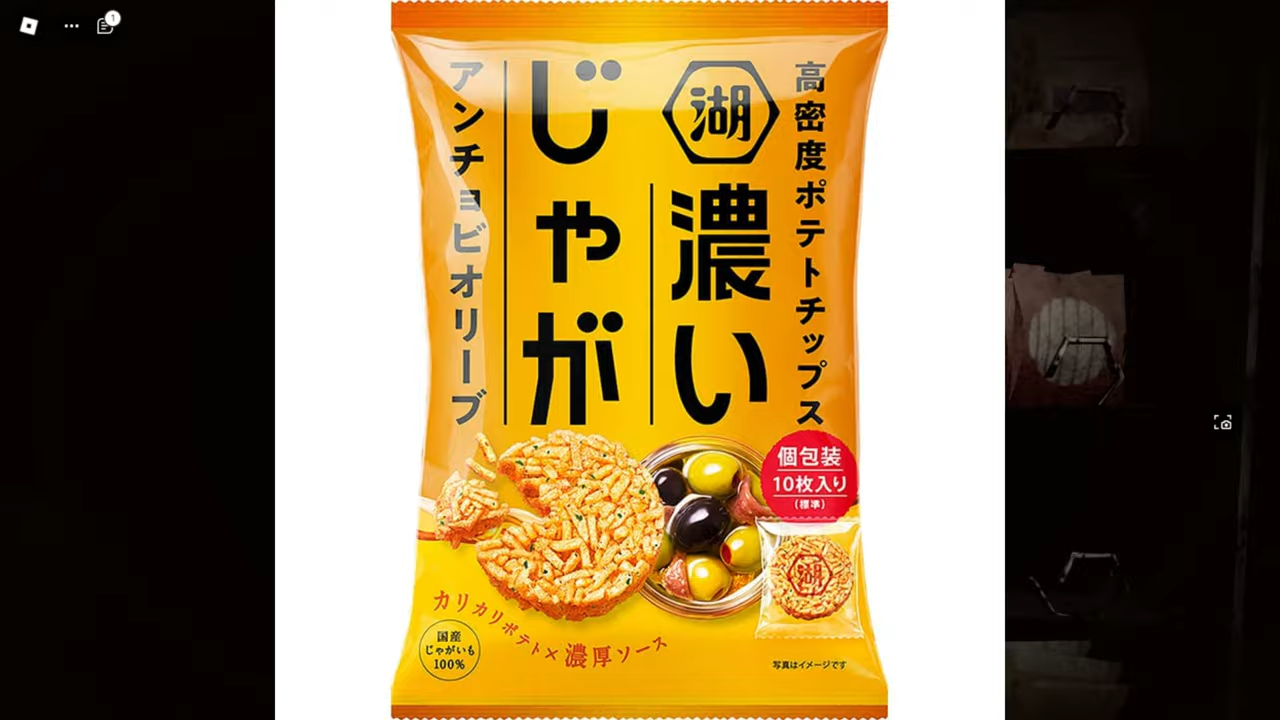 1
高密度ポテトチップス
湖
濃い
じゃが
アンチョビオリーブ
個包装
10枚入り
(標準)
湖
カリカリポテト×濃厚ソース
国産
じゃがいも
100%
写真はイメージです